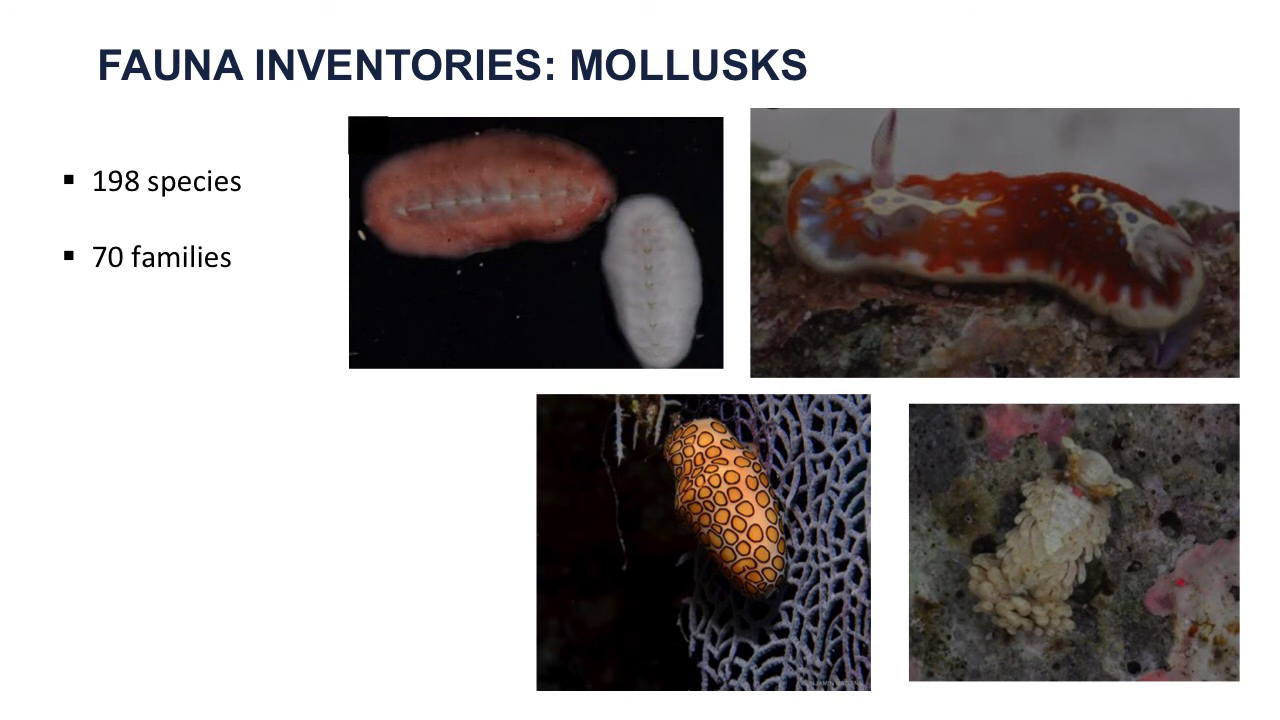 FAUNA INVENTORIES: MOLLUSKS
▪ 198 species
▪ 70 families